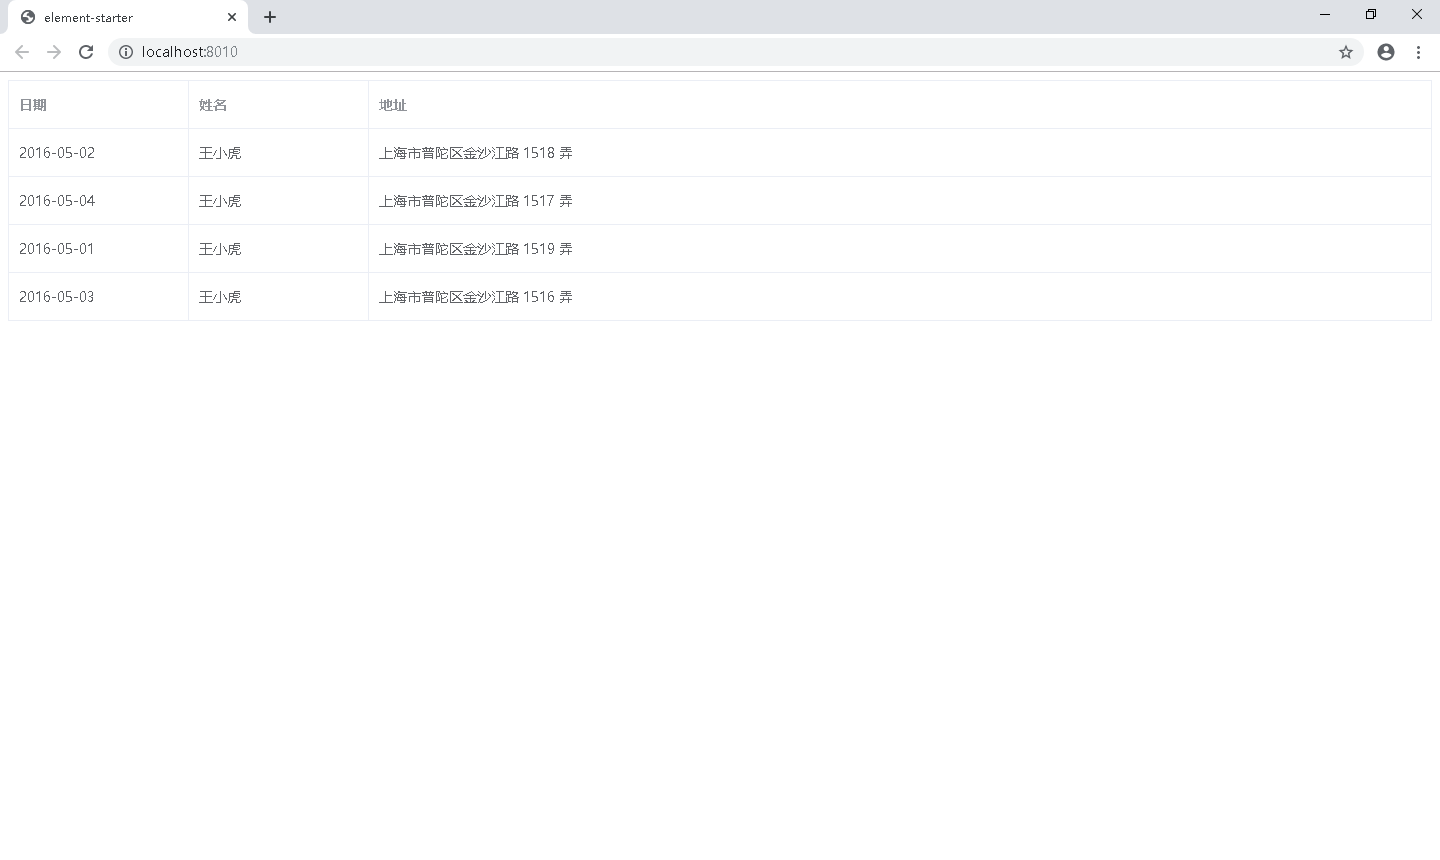 element-starter
localhost:8010
日期 姓名 地址
2016-05-02 王小虎 上海市普陀区金沙江路 1518 弄
2016-05-04 王小虎 上海市普陀区金沙江路 1517 弄
2016-05-01 王小虎 上海市普陀区金沙江路 1519 弄
2016-05-03 王小虎 上海市普陀区金沙江路 1516 弄